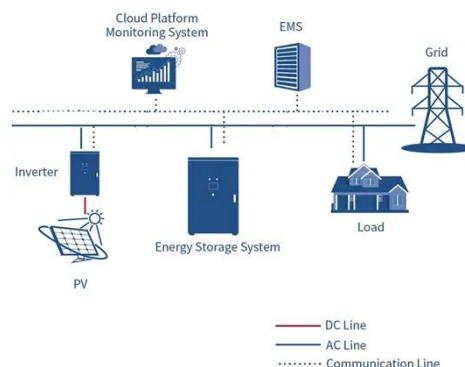 Cloud Platform
Monitoring System
EMS
Grid
Inverter
Energy Storage System
Load
PV
DC Line
AC Line
Communication Line